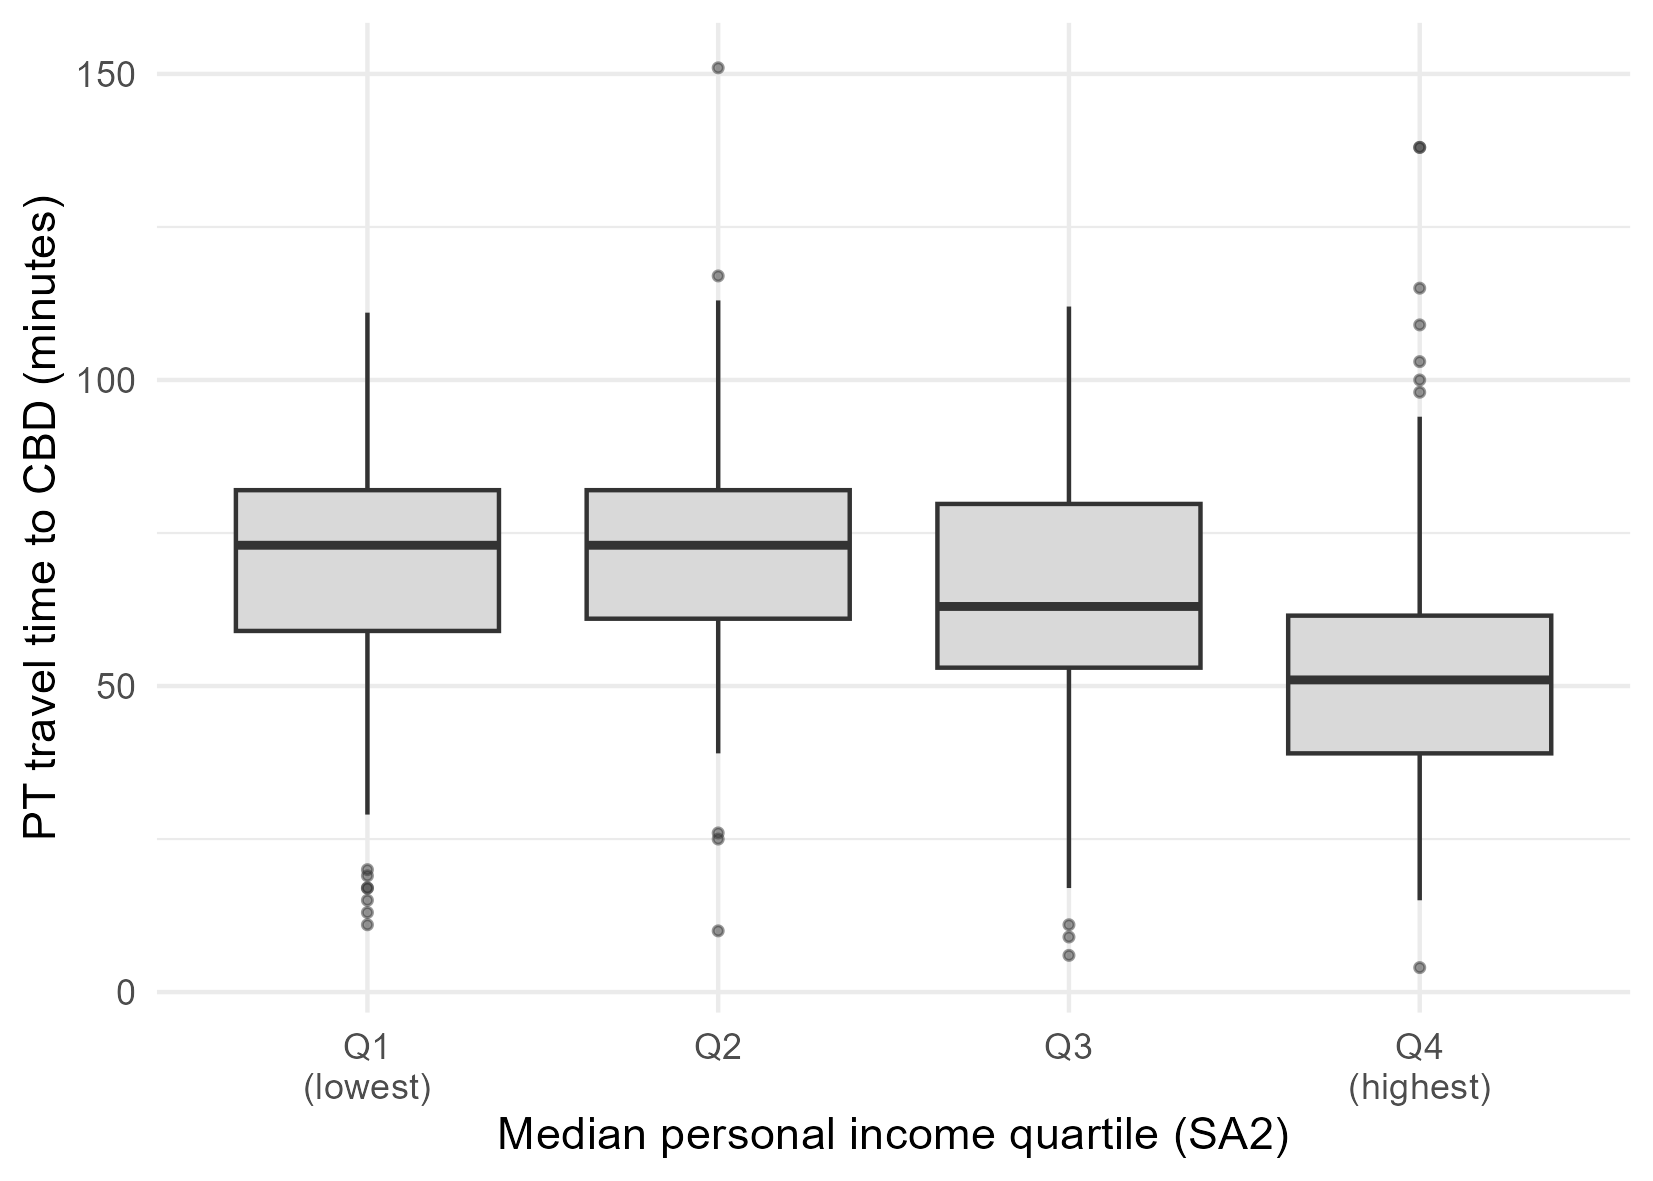 PT travel time to CBD (minutes)
150
100
50
0
Q1
(lowest)
Q2
Q3
Q4
(highest)
Median personal income quartile (SA2)